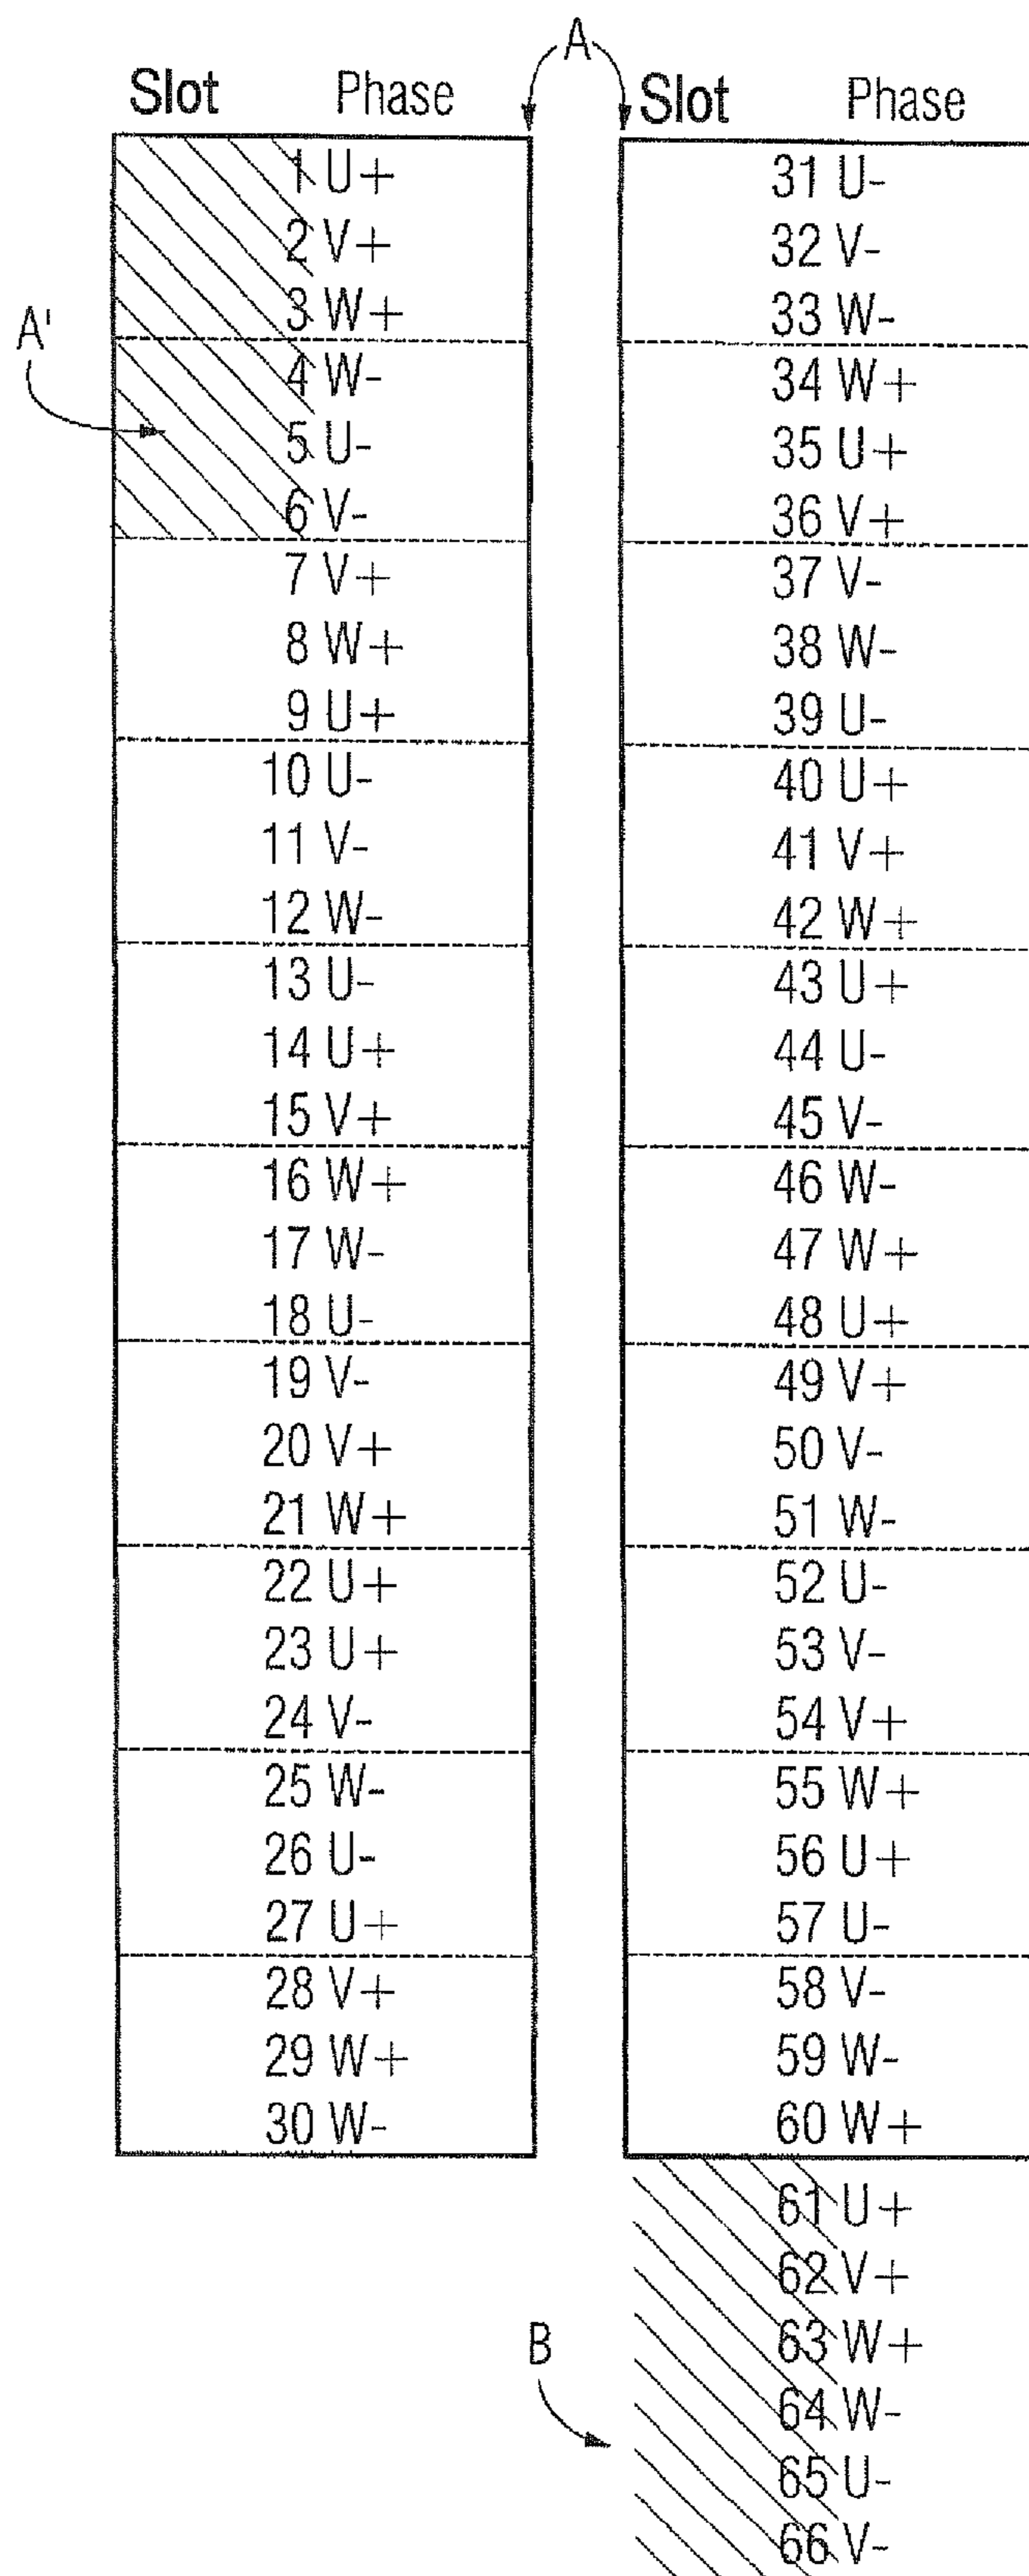 A
Slot Phase
1 U+
2 V+
3 W+
A'
4 W-
5 U-
6 V-
7 V+
8 W+
9 U+
10 U-
11 V-
12 W-
13 U-
14 U+
15 V+
16 W+
17 W-
18 U-
19 V-
20 V+
21 W+
22 U+
23 U+
24 V-
25 W-
26 U-
27 U+
28 V+
29 W+
30 W-
Slot Phase
31 U-
32 V-
33 W-
34 W+
35 U+
36 V+
37 V-
38 W-
39 U-
40 U+
41 V+
42 W+
43 U+
44 U-
45 V-
46 W-
47 W+
48 U+
49 V+
50 V-
51 W-
52 U-
53 V-
54 V+
55 W+
56 U+
57 U-
58 V-
59 W-
60 W+
61 U+
62 V+
63 W+
B
64 W-
65 U-
66 V-